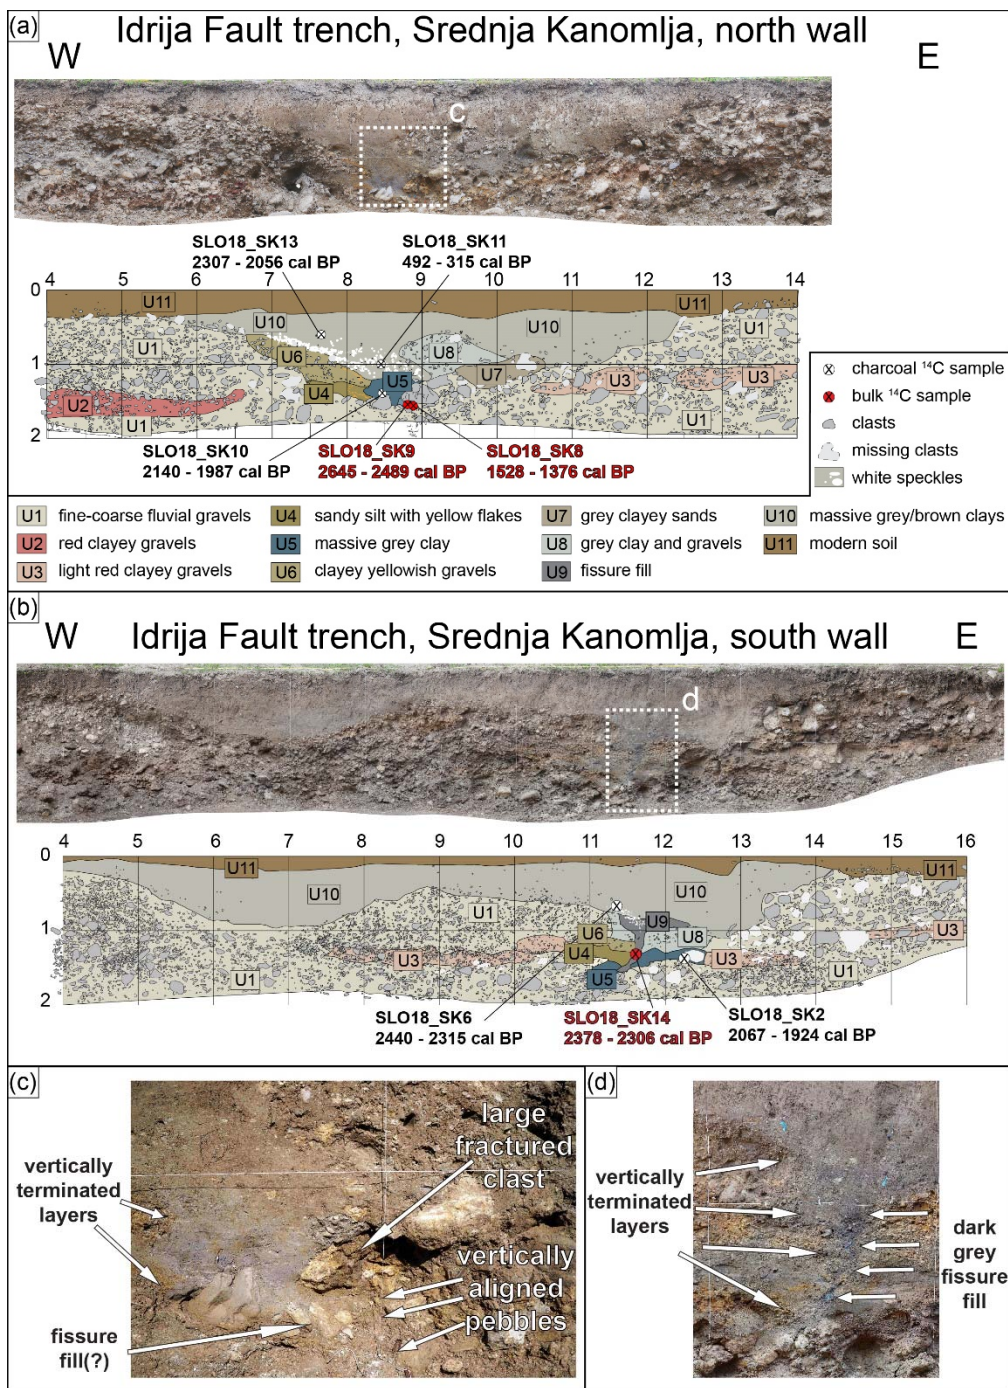 (a)
Idrija Fault trench, Srednja Kanomlja, north wall
W
E
c
SLO18_SK13
2307 - 2056 cal BP
SLO18_SK11
492 - 315 cal BP
4 5 6 7 8 9 10 11 12 13 14
0
1
2
U11
U11
U10
U10
U1
U1
U6
U8
U7
U5
U4
U3
U3
U2
U1
SLO18_SK10
2140 - 1987 cal BP
SLO18_SK9
2645 - 2489 cal BP
SLO18_SK8
1528 - 1376 cal BP
charcoal ¹⁴C sample
bulk ¹⁴C sample
clasts
missing clasts
white speckles
U1 fine-coarse fluvial gravels
U2 red clayey gravels
U3 light red clayey gravels
U4 sandy silt with yellow flakes
U5 massive grey clay
U6 clayey yellowish gravels
U7 grey clayey sands
U8 grey clay and gravels
U9 fissure fill
U10 massive grey/brown clays
U11 modern soil
(b)
W
Idrija Fault trench, Srednja Kanomlja, south wall
E
d
4 5 6 7 8 9 10 11 12 13 14 15 16
0
1
2
U11
U11
U10
U10
U1
U9
U6
U8
U3
U4
U3
U3
U5
U1
SLO18_SK6
2440 - 2315 cal BP
SLO18_SK14
2378 - 2306 cal BP
SLO18_SK2
2067 - 1924 cal BP
(c)
vertically
terminated
layers
fissure
fill(?)
large
fractured
clast
vertically
aligned
pebbles
(d)
vertically
terminated
layers
dark
grey
fissure
fill